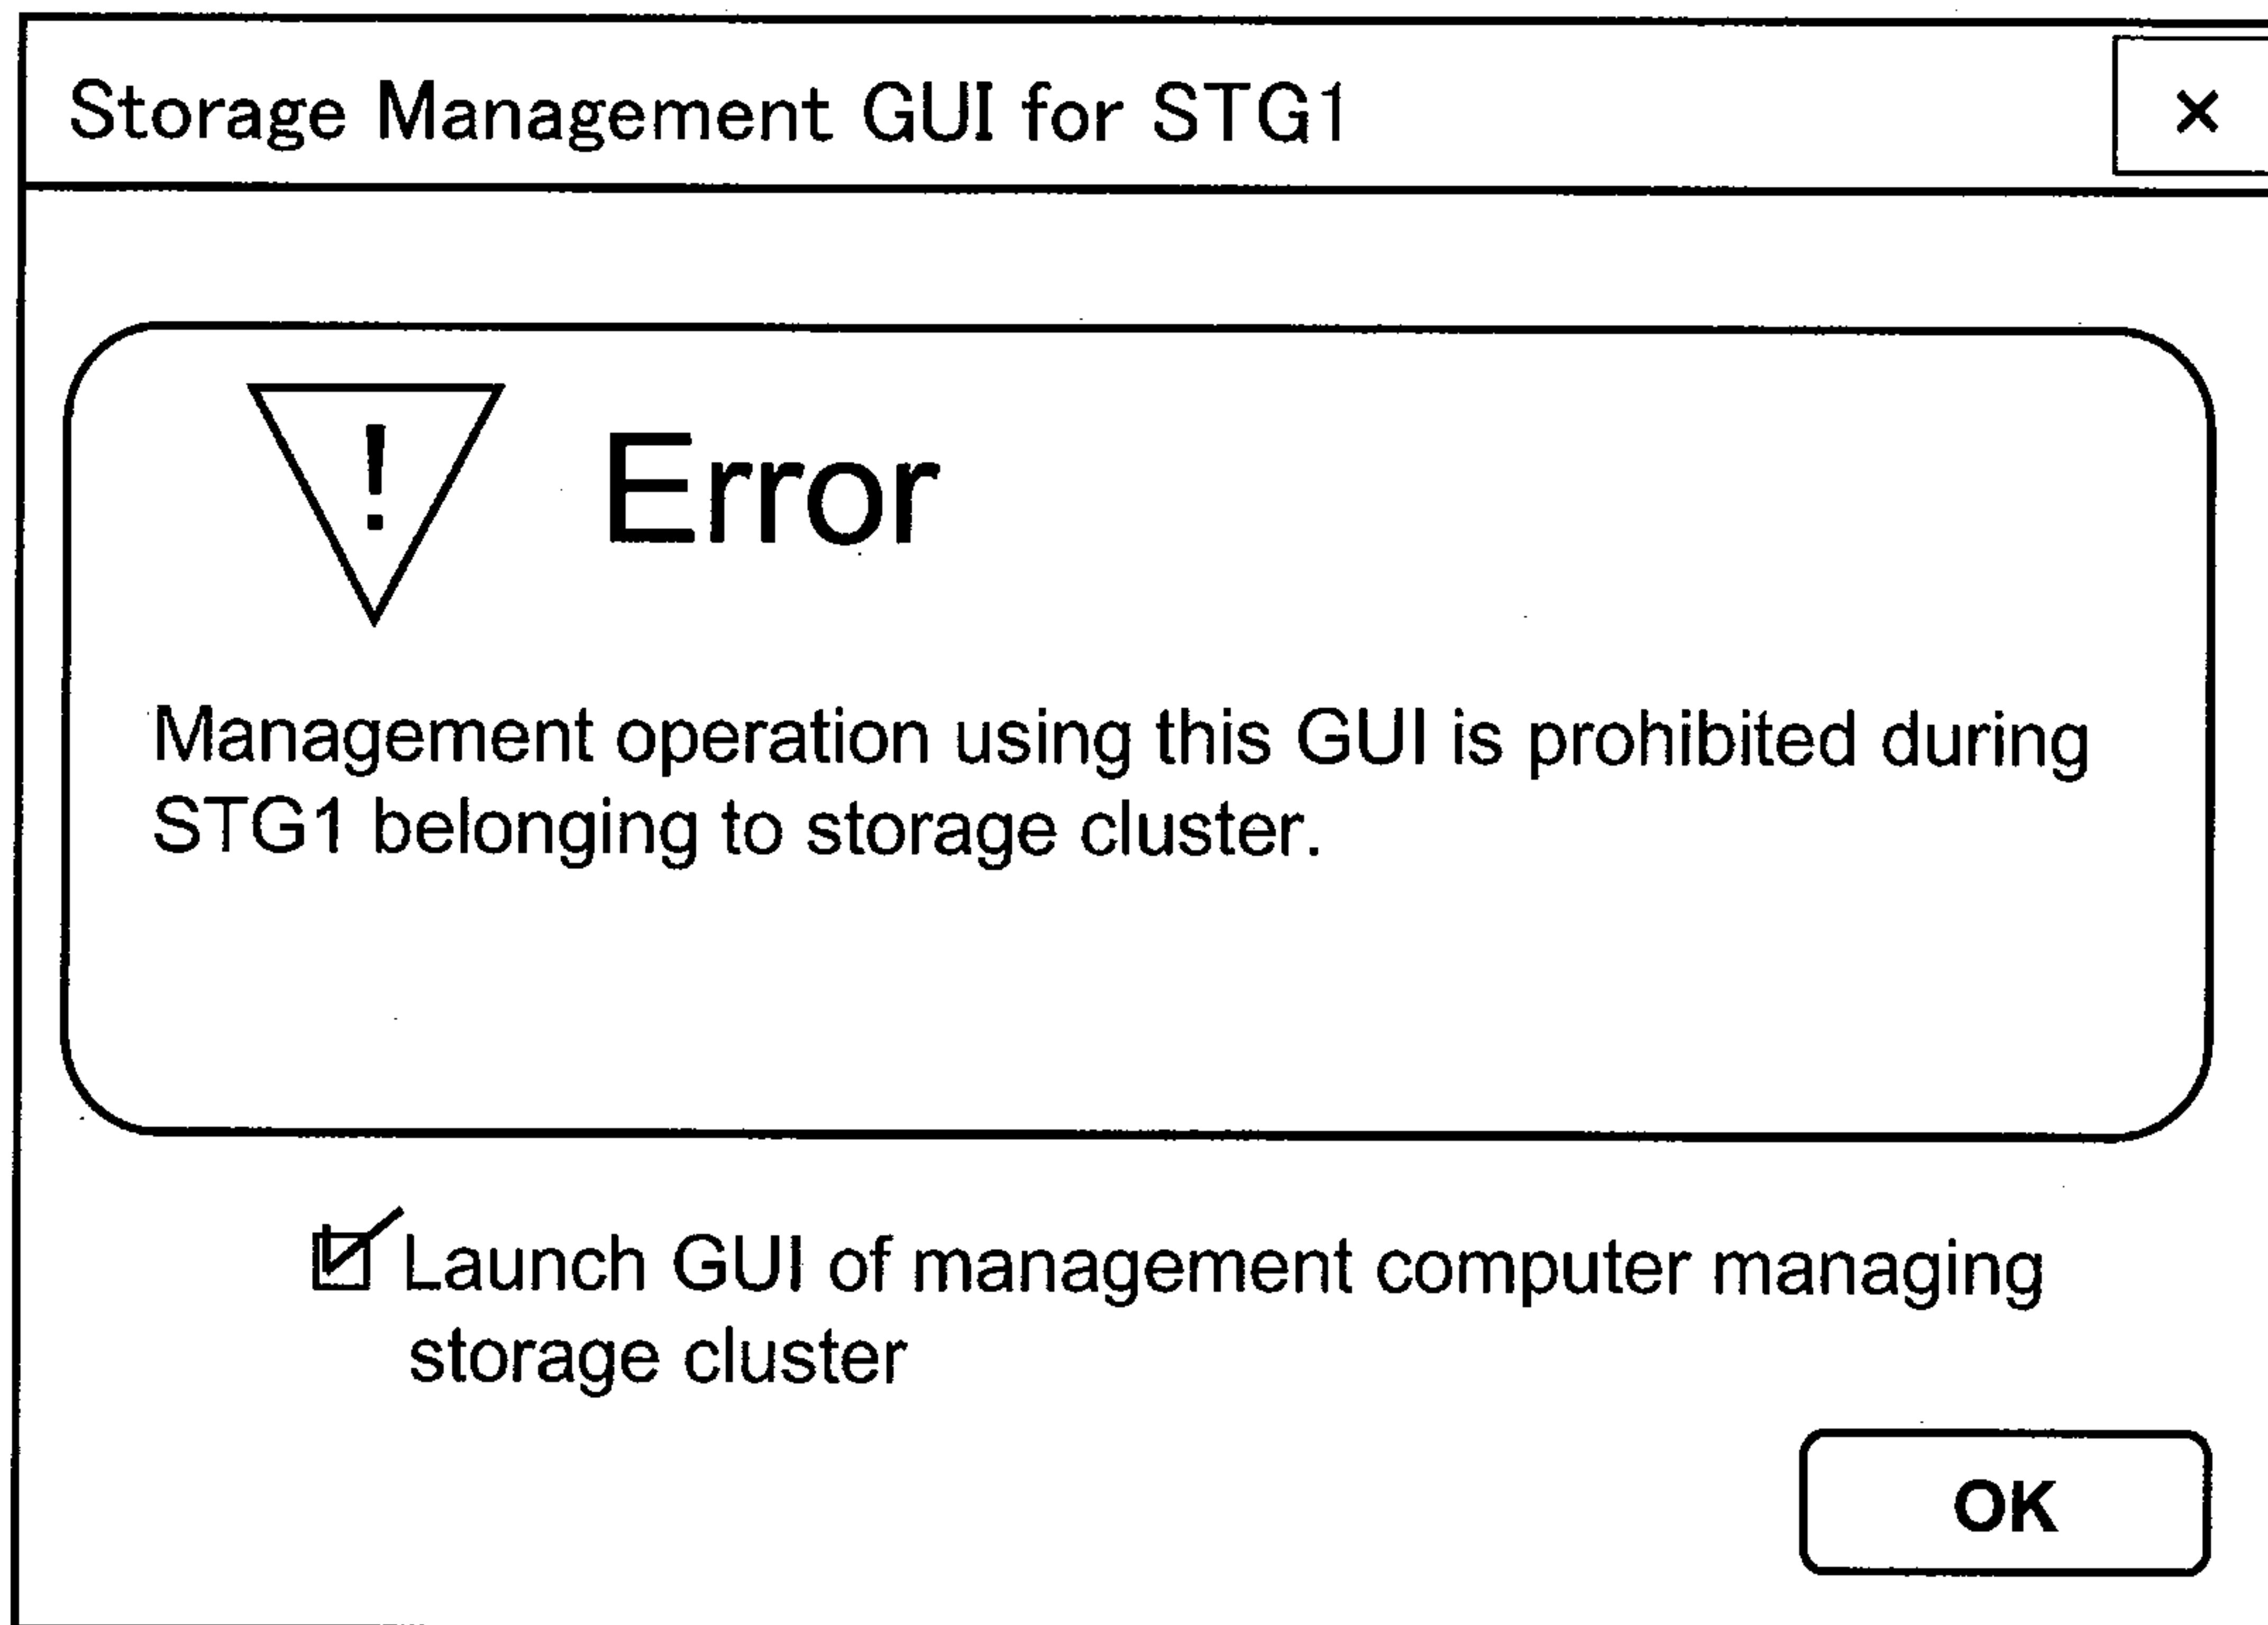 Storage Management GUI for STG1 ×
! Error
Management operation using this GUI is prohibited during
STG1 belonging to storage cluster.
Launch GUI of management computer managing
storage cluster
OK